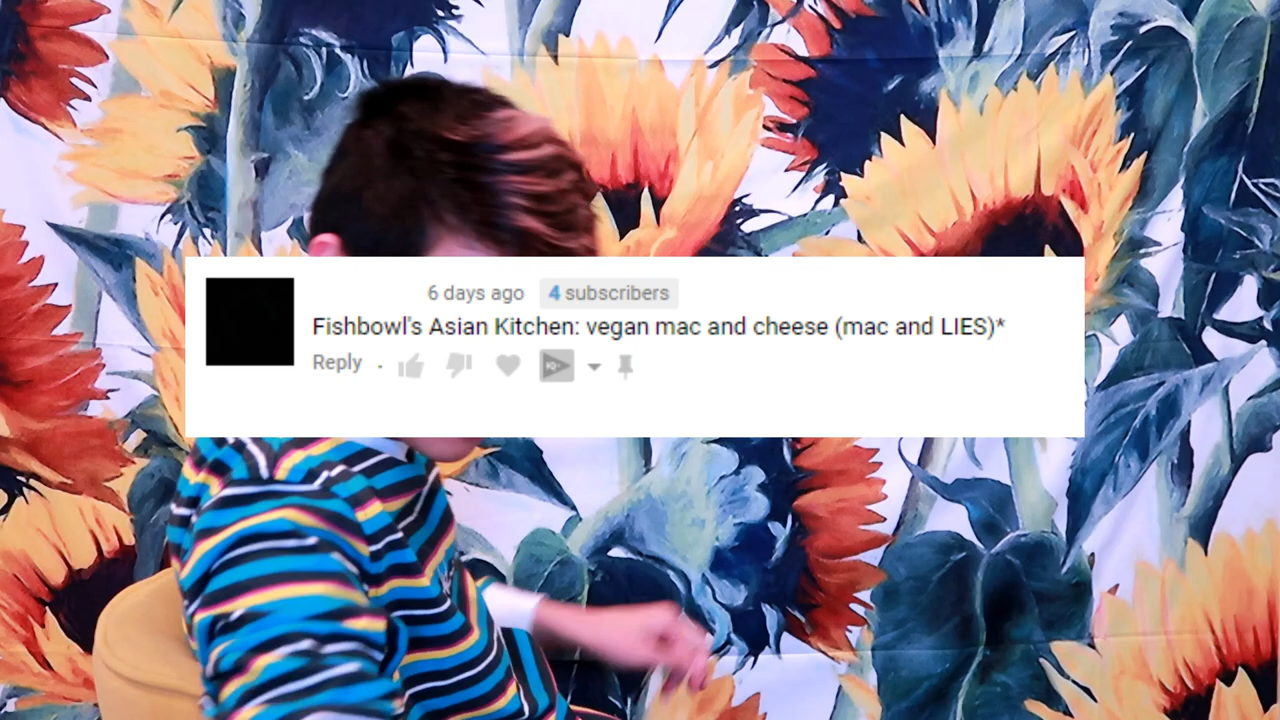 6 days ago 4 subscribers
Fishbowl's Asian Kitchen: vegan mac and cheese (mac and LIES)*
Reply